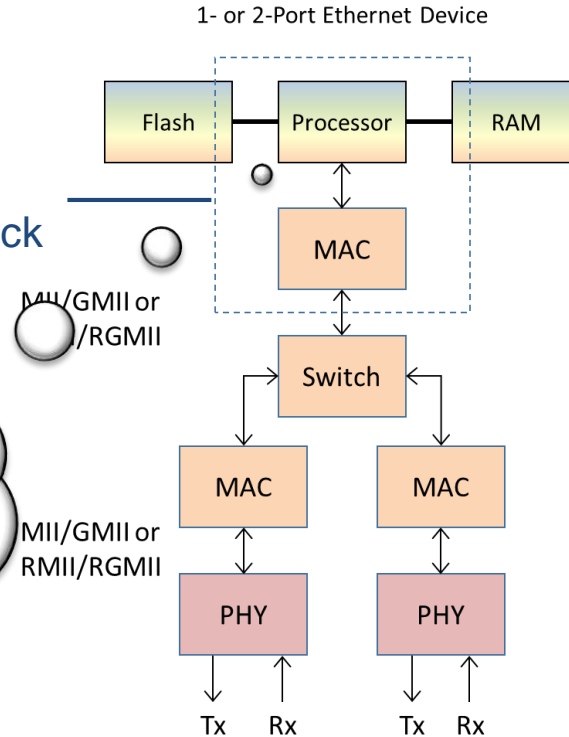 1- or 2-Port Ethernet Device
Flash
Processor
RAM
ck
MAC
MII/GMII or
/RGMII
Switch
MAC
MAC
MII/GMII or
RMII/RGMII
PHY
PHY
Tx
Rx
Tx
Rx